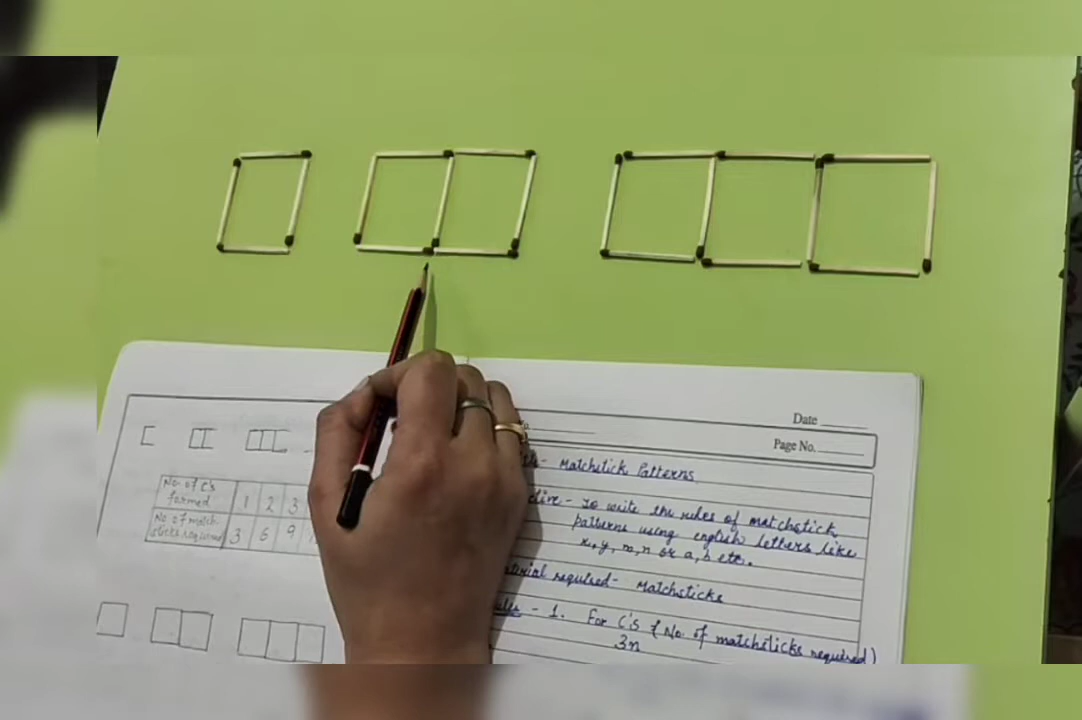 Date
Page No.
Matchstick Patterns
No. of C's
formed
1 2 3
No. of match-
sticks required
3 6 9
To write the rules of matchstick
patterns using english letters like
x, y, m, n or a, b etc.
required- Matchsticks
- 1. For C's (No. of matchsticks required)
3n